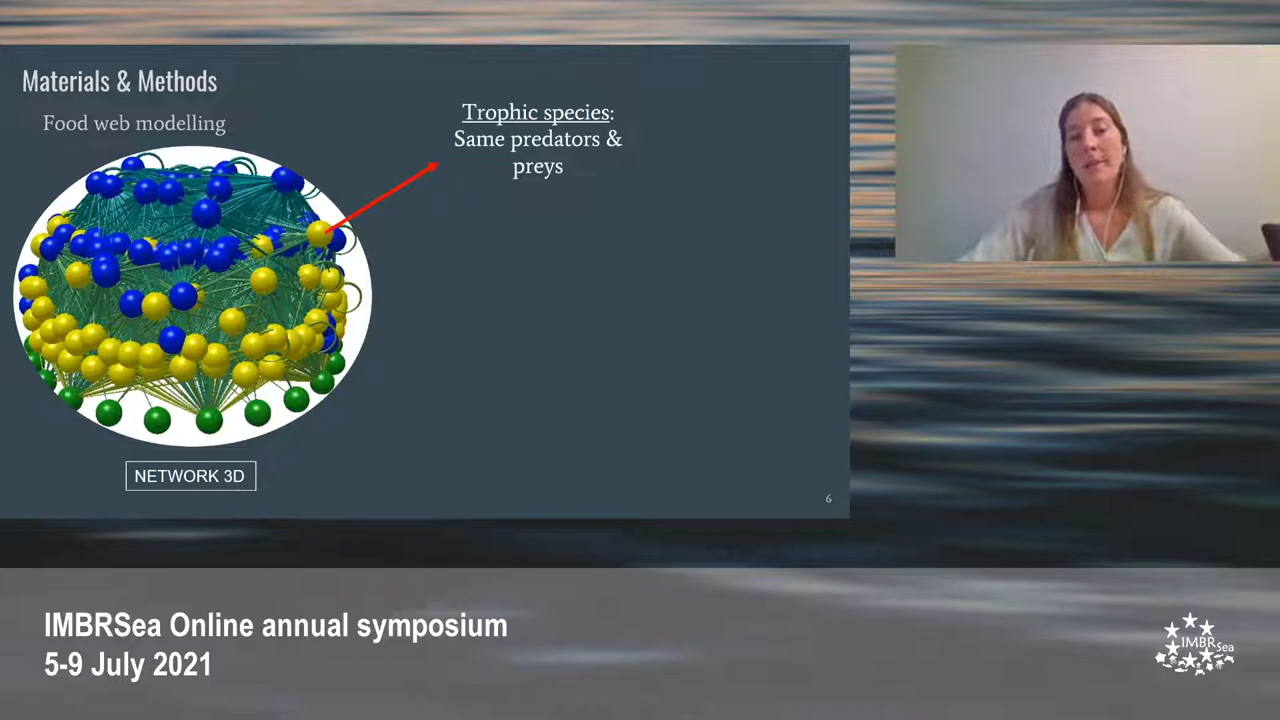 Materials & Methods
Food web modelling
Trophic species:
Same predators &
preys
NETWORK 3D
6
IMBRSea Online annual symposium
5-9 July 2021
IMBRSea